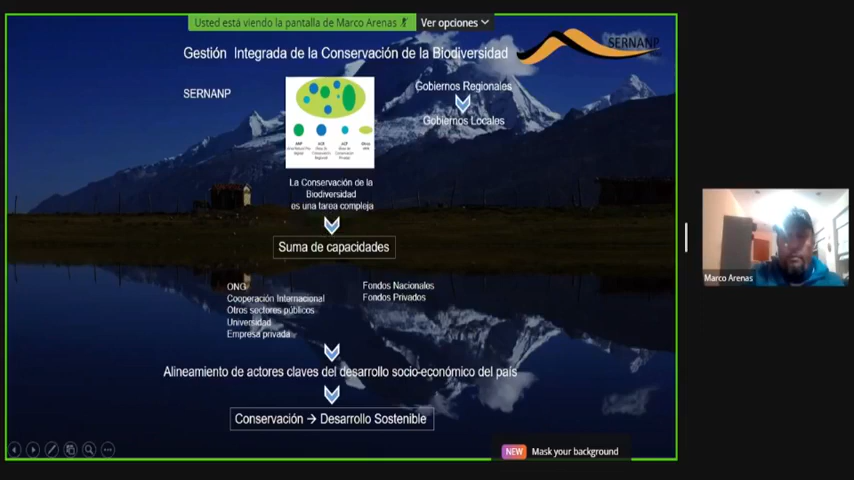 Usted está viendo la pantalla de Marco Arenas
Ver opciones
Gestión Integrada de la Conservación de la Biodiversidad
SERNANP
SERNANP
Gobiernos Regionales
Gobiernos Locales
ANP
ACR
ACP
La Conservación de la
Biodiversidad
es una tarea compleja
Suma de capacidades
ONG
Cooperación Internacional
Otros sectores públicos
Universidad
Empresa privada
Fondos Nacionales
Fondos Privados
Alineamiento de actores claves del desarrollo socio-económico del país
Conservación → Desarrollo Sostenible
NEW Mask your background
Marco Arenas